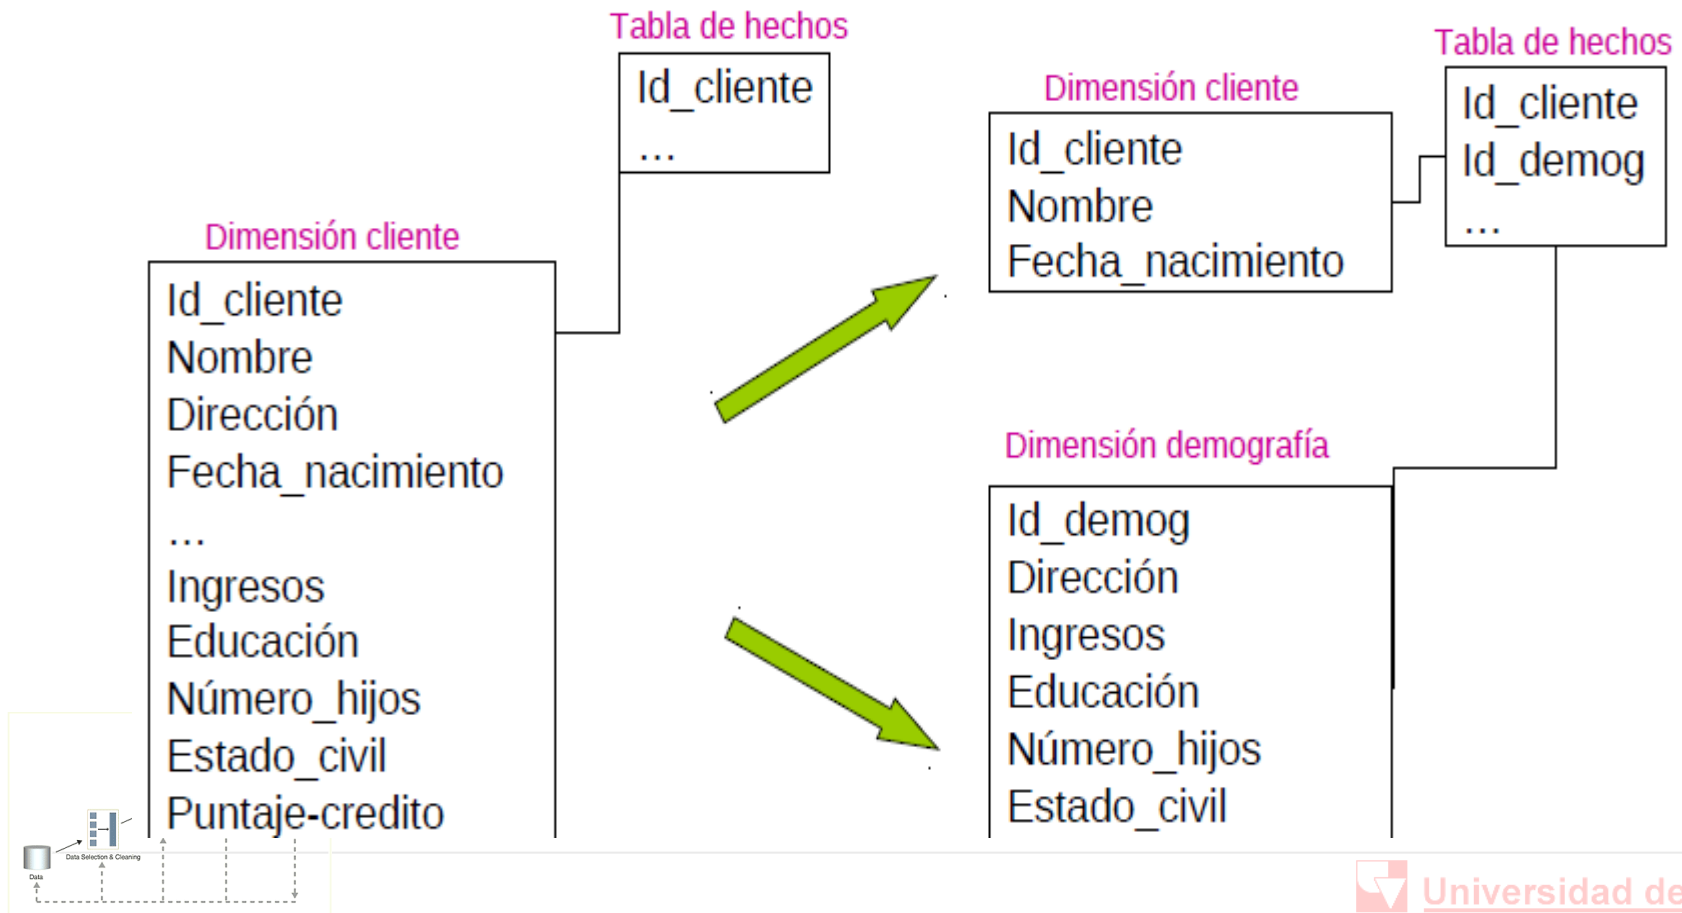 Tabla de hechos
Id_cliente
...
Dimensión cliente
Id_cliente
Nombre
Dirección
Fecha_nacimiento
...
Ingresos
Educación
Número_hijos
Estado_civil
Puntaje-credito
Tabla de hechos
Id_cliente
Id_demog
...
Dimensión cliente
Id_cliente
Nombre
Fecha_nacimiento
Dimensión demografía
Id_demog
Dirección
Ingresos
Educación
Número_hijos
Estado_civil
Data Selection & Cleaning
Data
Universidad de